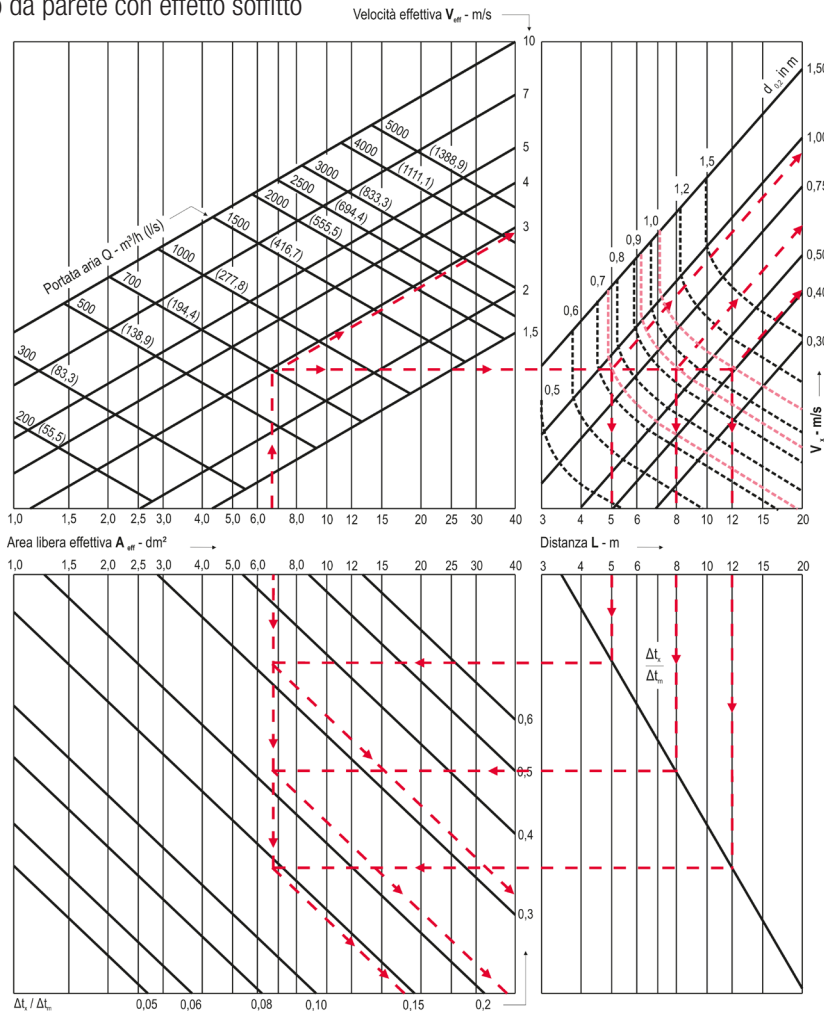 o da parete con effetto soffitto
Velocità effettiva V eff - m/s
10
7
5
4
3
2
1,5
Portata aria Q - m³/h (l/s)
5000 (1388,9)
4000 (1111,1)
3000 (833,3)
2500 (694,4)
2000 (555,5)
1500 (416,7)
1000 (277,8)
700 (194,4)
500 (138,9)
300 (83,3)
200 (55,5)
1,0 1,5 2,0 2,5 3,0 4,0 5,0 6,0 8,0 10 12 15 20 25 30 40
d 0,2 in m
1,5
1,2
1,0
0,9
0,8
0,7
0,6
0,5
1,50
1,00
0,75
0,50
0,40
0,30
V x - m/s
3 4 5 6 8 10 12 15 20
Area libera effettiva A eff - dm²
Distanza L - m
1,0 1,5 2,0 2,5 3,0 4,0 5,0 6,0 8,0 10 12 15 20 25 30 40
3 4 5 6 8 10 12 15 20
Δtx
Δtm
0,6
0,5
0,4
0,3
Δtx / Δtm 0,05 0,06 0,08 0,10 0,15 0,2